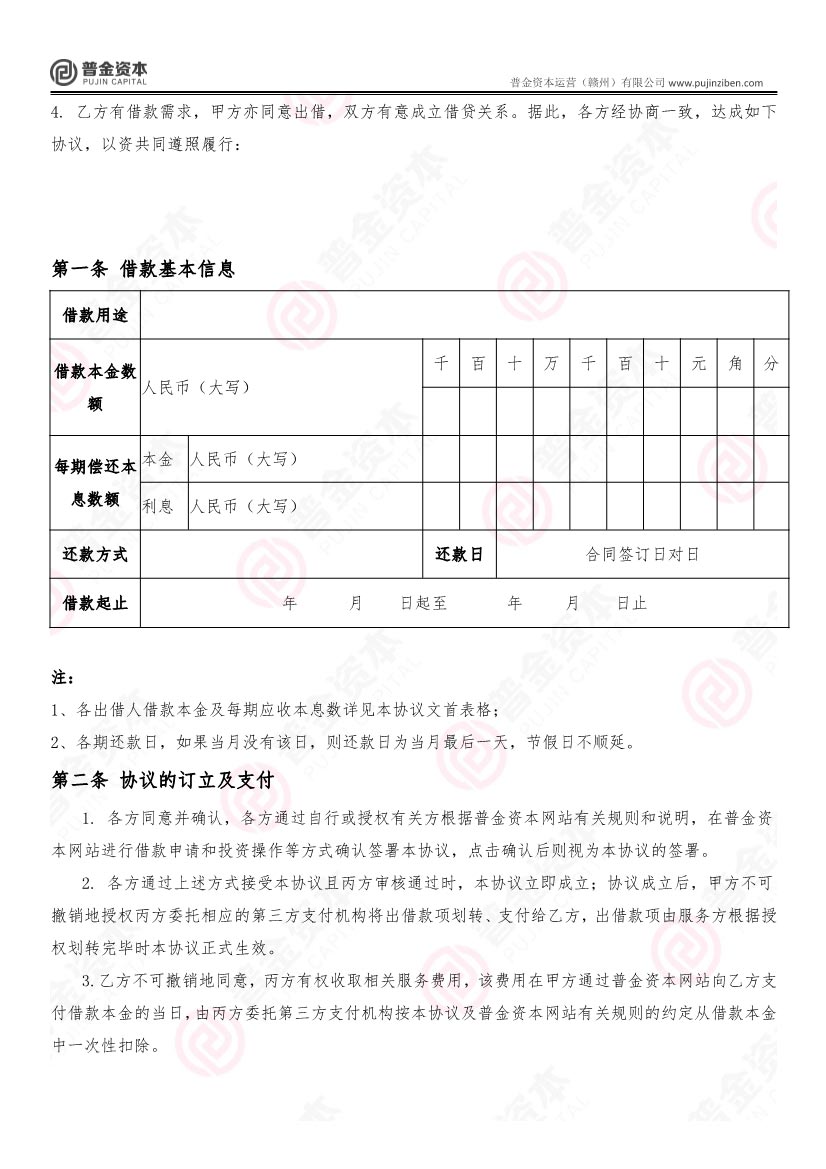 普金资本
PUJIN CAPITAL
普金资本运营（赣州）有限公司 www.pujinziben.com
4. 乙方有借款需求，甲方亦同意出借，双方有意成立借贷关系。据此，各方经协商一致，达成如下
协议，以资共同遵照履行：
第一条 借款基本信息
借款用途
借款本金数
额
人民币（大写）
千 百 十 万 千 百 十 元 角 分
每期偿还本
息数额
本金 人民币（大写）
利息 人民币（大写）
还款方式 还款日 合同签订日对日
借款起止 年 月 日起至 年 月 日止
注：
1、各出借人借款本金及每期应收本息数详见本协议文首表格；
2、各期还款日，如果当月没有该日，则还款日为当月最后一天，节假日不顺延。
第二条 协议的订立及支付
1. 各方同意并确认，各方通过自行或授权有关方根据普金资本网站有关规则和说明，在普金资
本网站进行借款申请和投资操作等方式确认签署本协议，点击确认后则视为本协议的签署。
2. 各方通过上述方式接受本协议且丙方审核通过时，本协议立即成立；协议成立后，甲方不可
撤销地授权丙方委托相应的第三方支付机构将出借款项划转、支付给乙方，出借款项由服务方根据授
权划转完毕时本协议正式生效。
3.乙方不可撤销地同意，丙方有权收取相关服务费用，该费用在甲方通过普金资本网站向乙方支
付借款本金的当日，由丙方委托第三方支付机构按本协议及普金资本网站有关规则的约定从借款本金
中一次性扣除。